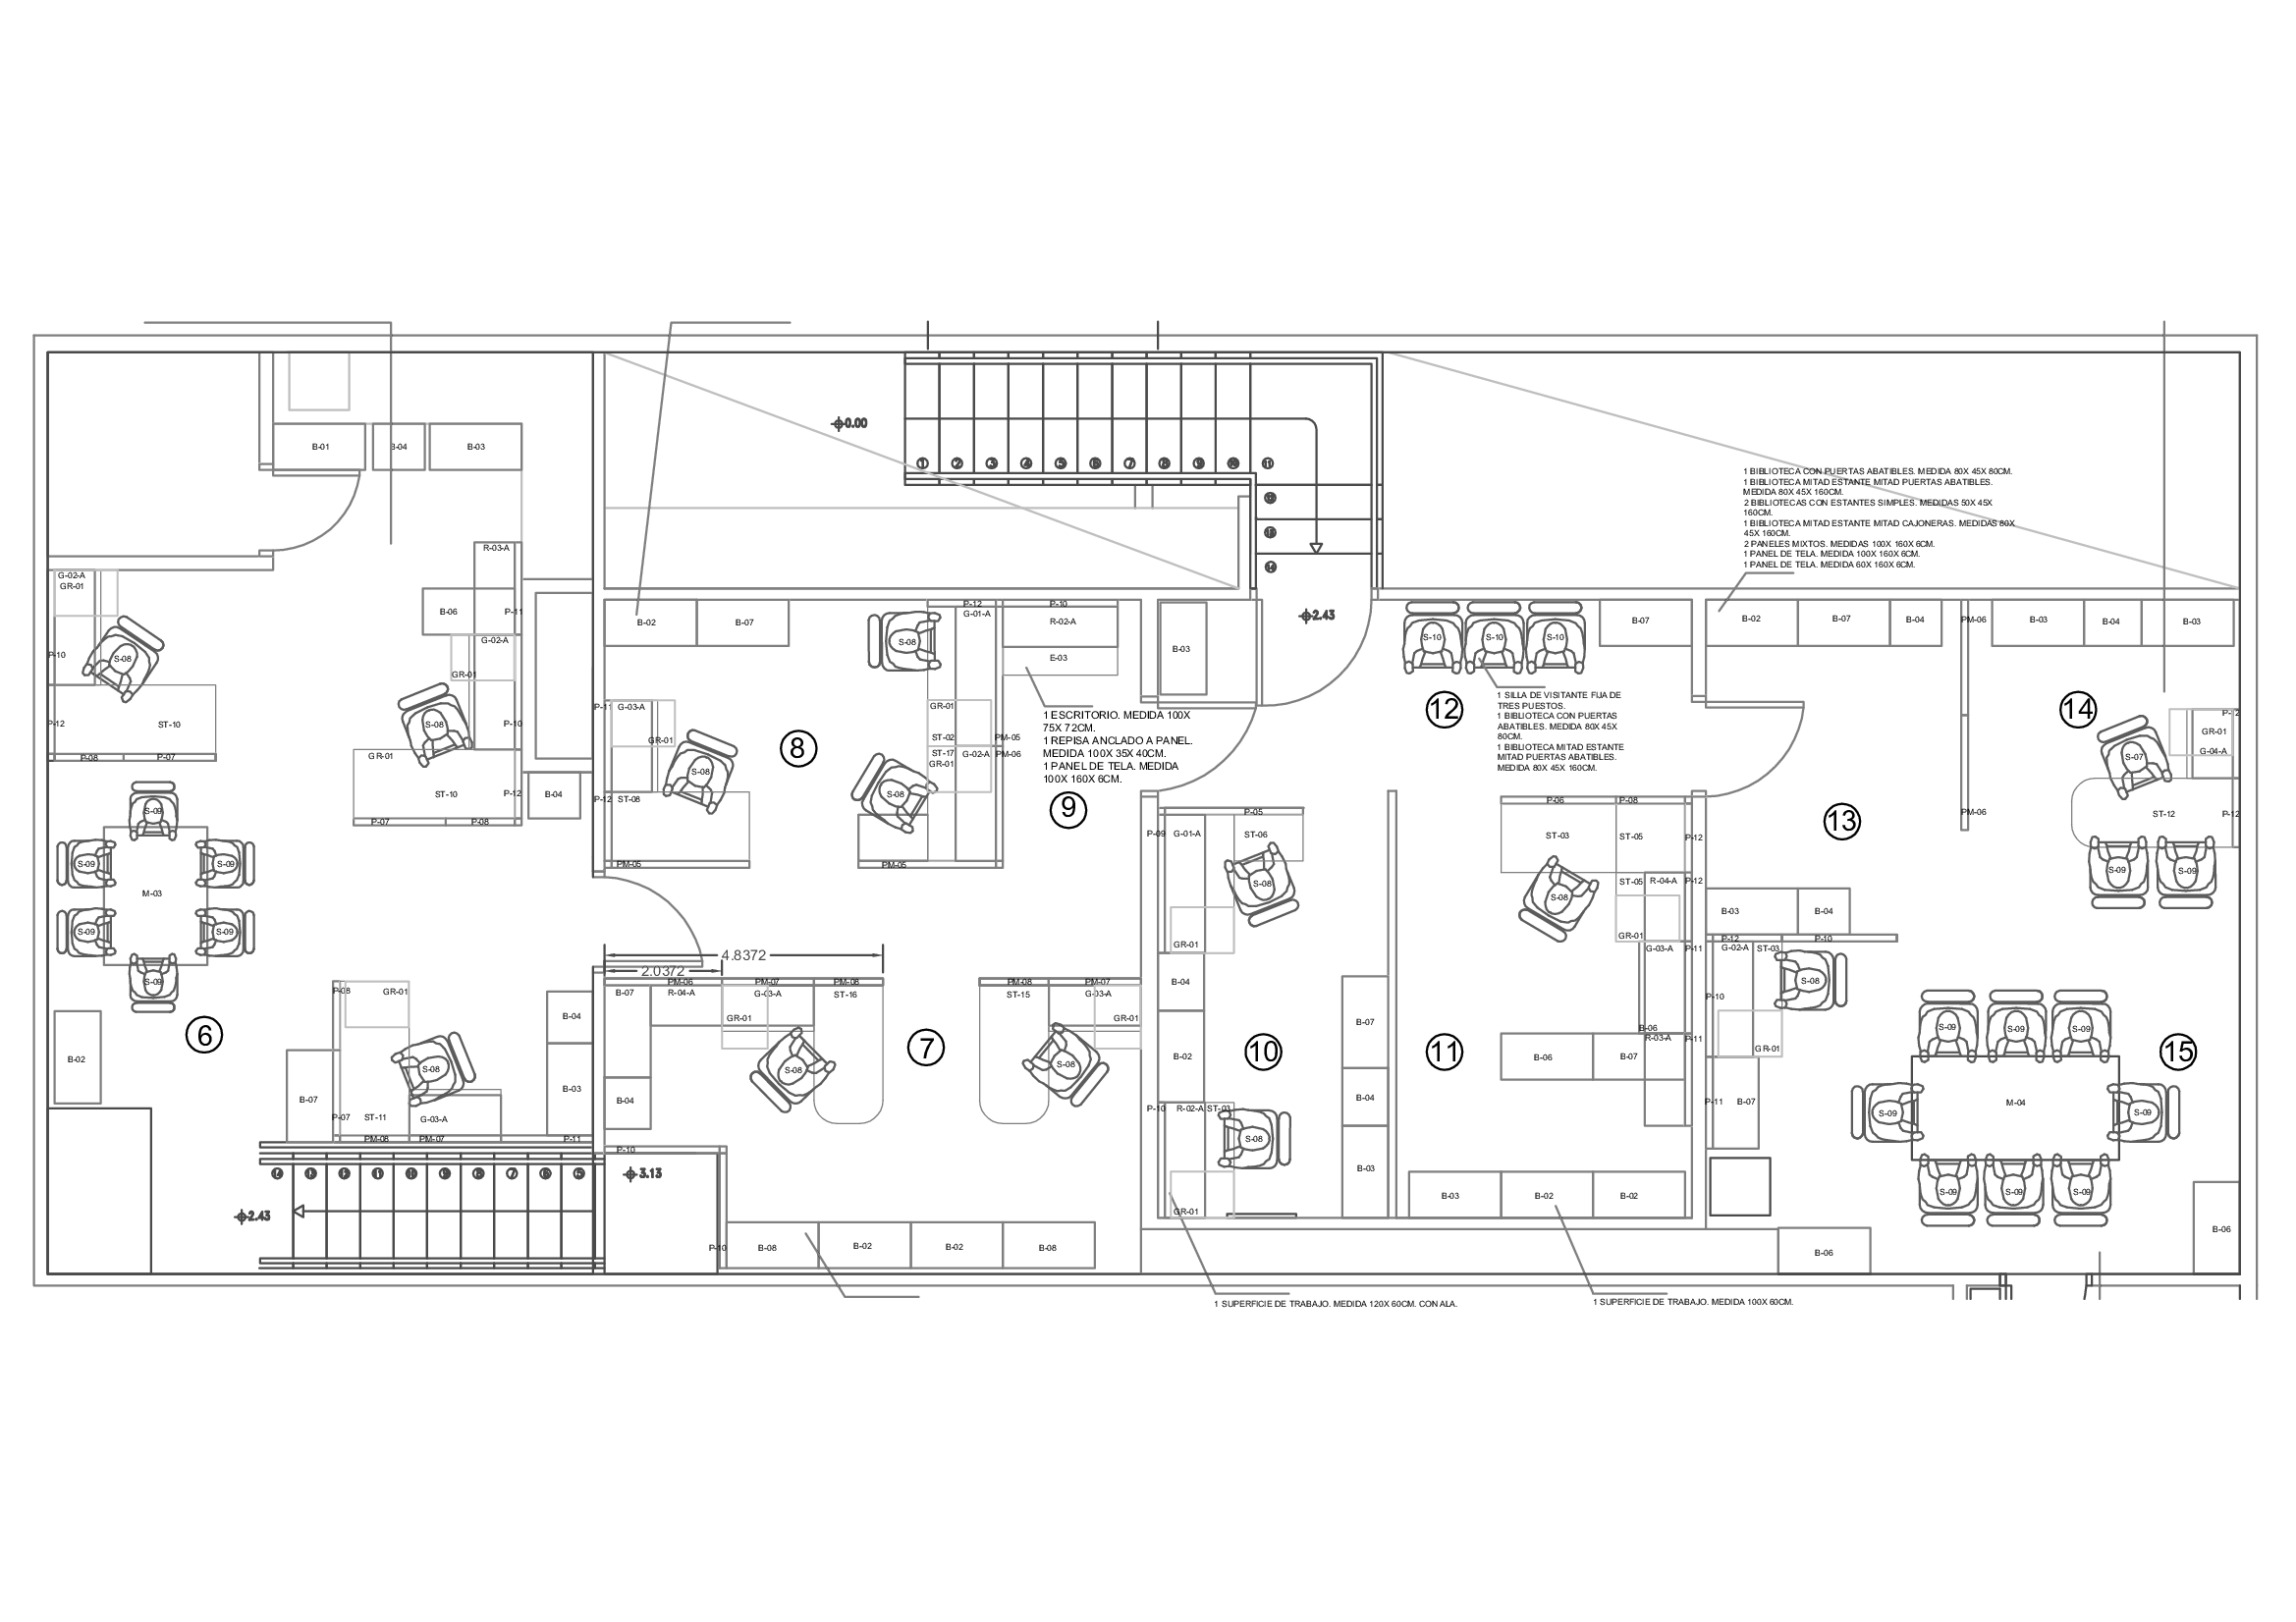 0.00
1 2 3 4 5 6 7 8 9 10 11
14
2.43
B-01
B-04
B-03
1 BIBLIOTECA CON PUERTAS ABATIBLES. MEDIDA 80X 45X 80CM.
1 BIBLIOTECA MITAD ESTANTE MITAD PUERTAS ABATIBLES.
MEDIDA 80X 45X 160CM.
2 BIBLIOTECAS CON ESTANTES SIMPLES. MEDIDAS 50X 45X
160CM.
1 BIBLIOTECA MITAD ESTANTE MITAD CAJONERAS. MEDIDAS 80X
45X 160CM.
2 PANELES MIXTOS. MEDIDAS 100X 160X 6CM.
1 PANEL DE TELA. MEDIDA 100X 160X 6CM.
1 PANEL DE TELA. MEDIDA 60X 160X 6CM.
G-02-A
GR-01
S-08
P-10
P-12
ST-10
P-08
P-07
R-03-A
B-06
P-11
G-02-A
GR-01
S-08
P-10
GR-01
ST-10
P-12
B-04
P-07
P-08
S-09
S-09
S-09
M-03
S-09
S-09
S-09
6
B-02
P-08
GR-01
S-08
B-04
B-03
B-07
P-07
ST-11
G-03-A
PM-08
PM-07
P-11
14 13 12 11 10 9 8 7 6 5
2.43
B-02
B-07
P-11
G-03-A
GR-01
S-08
P-12
ST-08
PM-05
8
S-08
P-12
G-01-A
P-10
R-02-A
E-03
GR-01
ST-02
PM-05
ST-17
G-02-A
PM-06
GR-01
S-08
PM-05
1 ESCRITORIO. MEDIDA 100X
75X 72CM.
1 REPISA ANCLADO A PANEL.
MEDIDA 100X 35X 40CM.
1 PANEL DE TELA. MEDIDA
100X 160X 6CM.
9
4.8372
2.0372
B-07
PM-06
R-04-A
PM-07
G-03-A
PM-08
ST-16
GR-01
S-08
B-04
7
PM-08
ST-15
PM-07
G-03-A
GR-01
S-08
P-10
3.13
P-10
B-08
B-02
B-02
B-08
B-03
P-09
G-01-A
P-05
ST-06
S-08
GR-01
B-04
B-02
10
P-10
R-02-A
ST-03
S-08
GR-01
B-07
B-04
B-03
1 SUPERFICIE DE TRABAJO. MEDIDA 120X 60CM. CON ALA.
S-10
S-10
S-10
B-07
12
1 SILLA DE VISITANTE FIJA DE
TRES PUESTOS.
1 BIBLIOTECA CON PUERTAS
ABATIBLES. MEDIDA 80X 45X
80CM.
1 BIBLIOTECA MITAD ESTANTE
MITAD PUERTAS ABATIBLES.
MEDIDA 80X 45X 160CM.
P-06
P-08
ST-03
ST-05
P-12
S-08
ST-05
R-04-A
P-12
GR-01
G-03-A
P-11
11
B-06
R-03-A
P-11
B-06
B-07
B-03
B-02
B-02
1 SUPERFICIE DE TRABAJO. MEDIDA 100X 60CM.
B-02
B-07
B-04
PM-06
B-03
B-04
B-03
13
PM-06
14
S-07
P-12
GR-01
G-04-A
ST-12
P-12
S-09
S-09
B-03
B-04
P-12
P-10
G-02-A
ST-03
S-08
P-10
GR-01
P-11
B-07
S-09
S-09
S-09
S-09
M-04
S-09
S-09
S-09
S-09
15
B-06
B-06